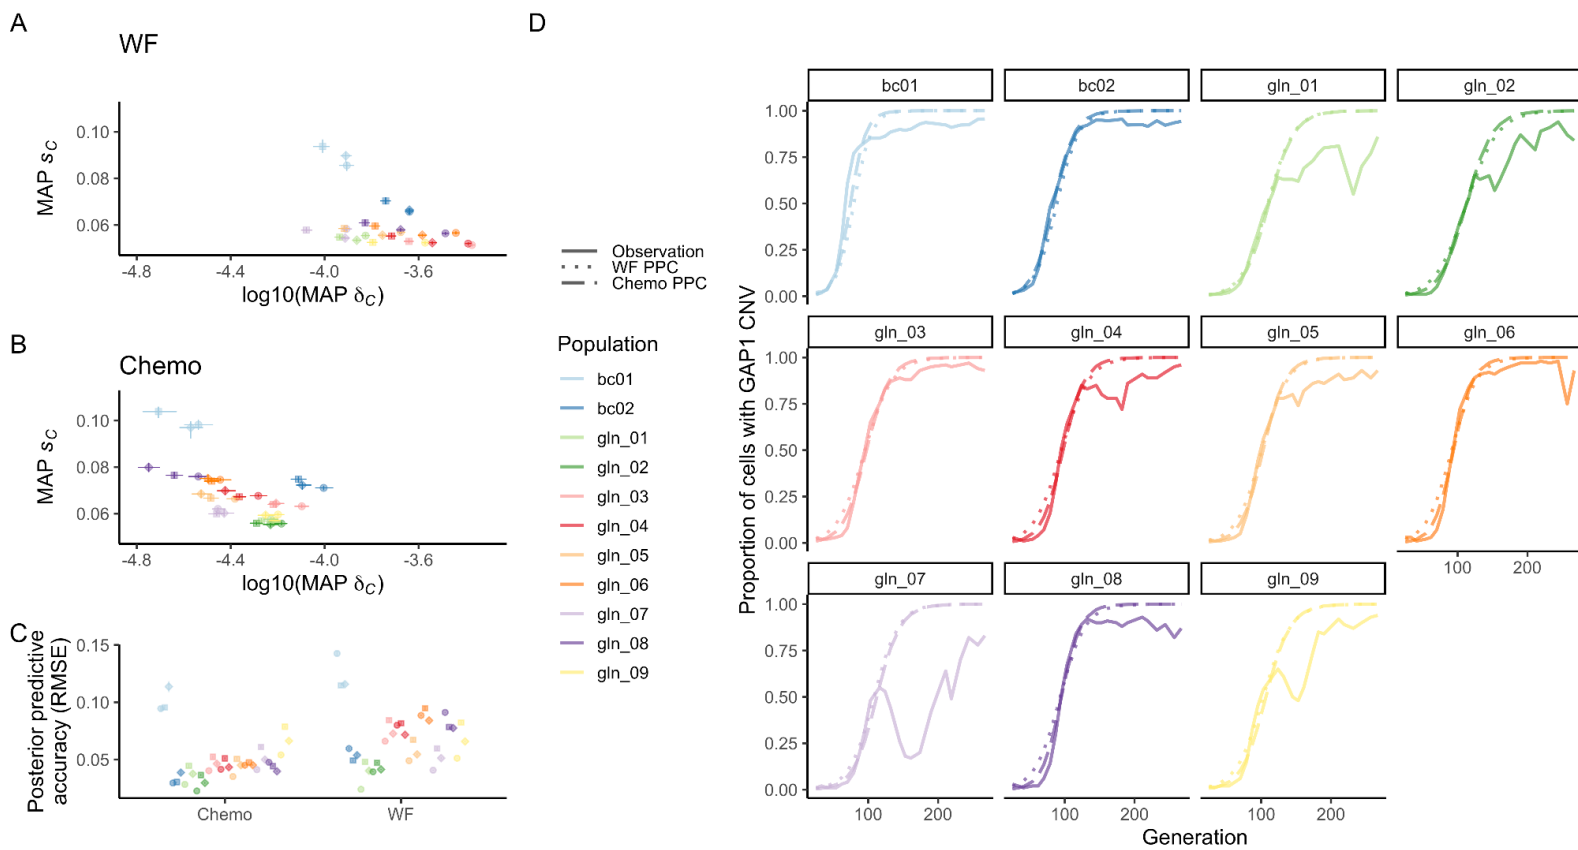 A
WF
MAP sC
0.10
0.08
0.06
-4.8
-4.4
-4.0
-3.6
log10(MAP δC)
B
Chemo
MAP sC
0.10
0.08
0.06
-4.8
-4.4
-4.0
-3.6
log10(MAP δC)
C
Posterior predictive
accuracy (RMSE)
0.15
0.10
0.05
Chemo
WF
Observation
WF PPC
Chemo PPC
Population
bc01
bc02
gln_01
gln_02
gln_03
gln_04
gln_05
gln_06
gln_07
gln_08
gln_09
D
Proportion of cells with GAP1 CNV
bc01
bc02
gln_01
gln_02
1.00
0.75
0.50
0.25
0.00
gln_03
gln_04
gln_05
gln_06
1.00
0.75
0.50
0.25
0.00
100
200
gln_07
gln_08
gln_09
1.00
0.75
0.50
0.25
0.00
100
200
100
200
100
200
Generation